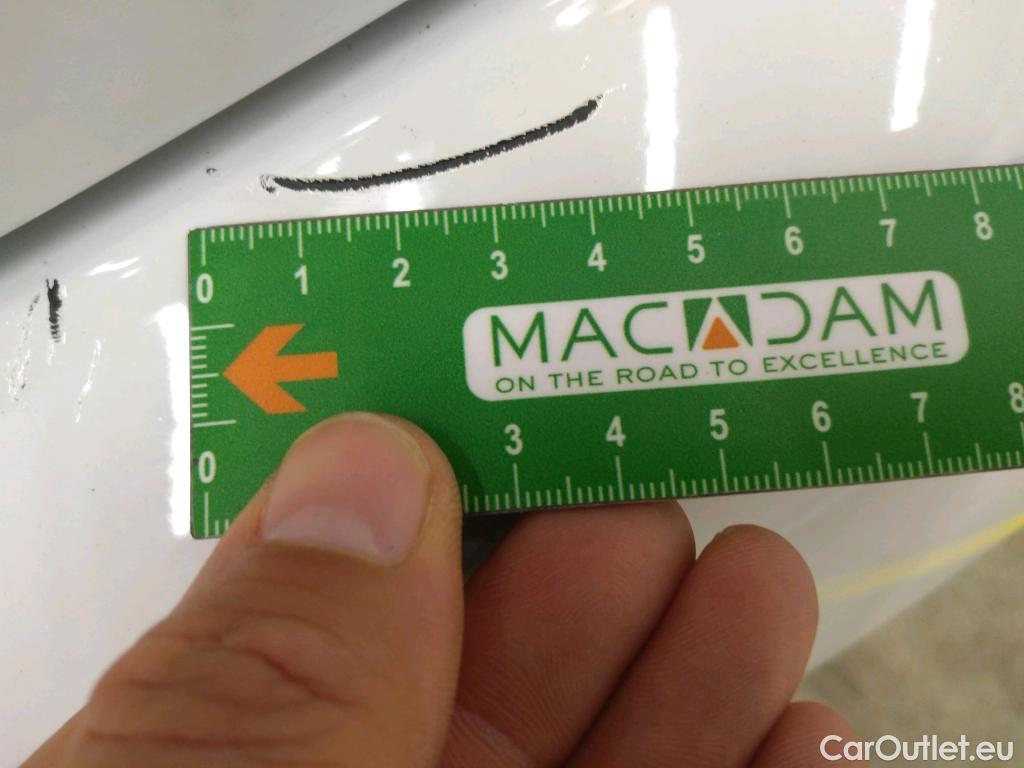 0 1 2 3 4 5 6 7 8
MACADAM
ON THE ROAD TO EXCELLENCE
0 3 4 5 6 7 8
CarOutlet.eu